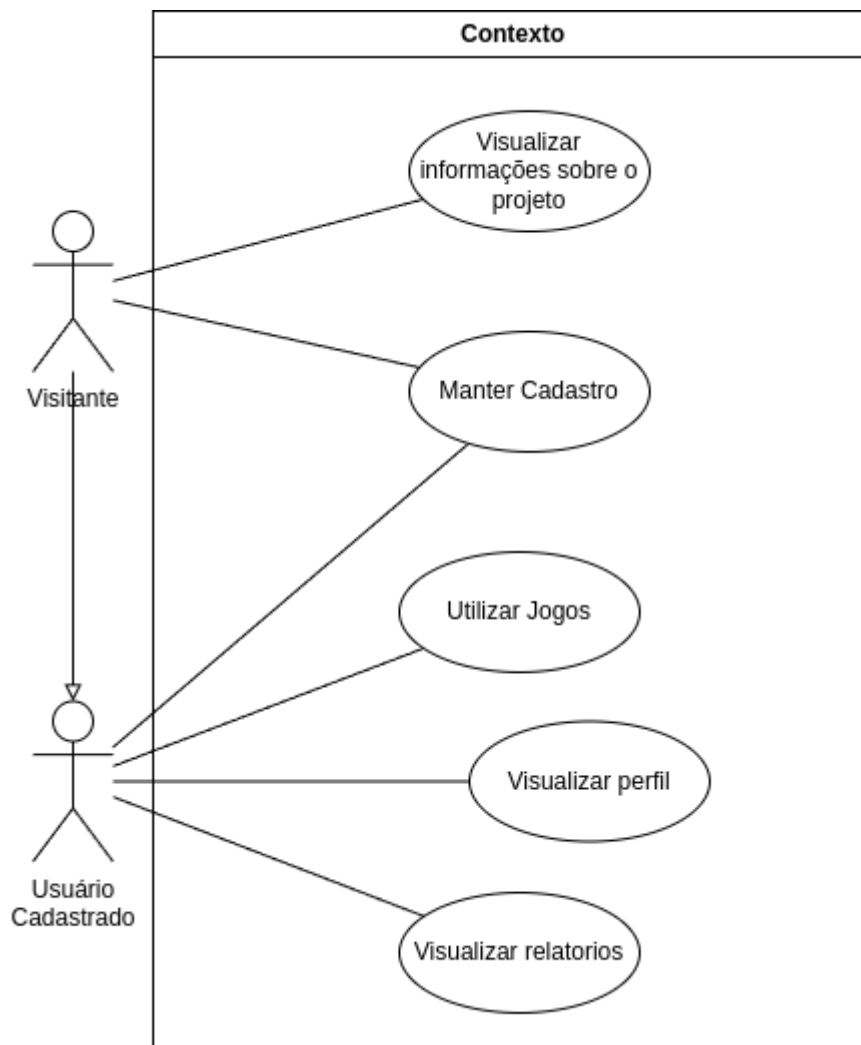 Contexto
Visualizar
informações sobre o
projeto
Visitante
Manter Cadastro
Utilizar Jogos
Visualizar perfil
Usuário
Cadastrado
Visualizar relatorios